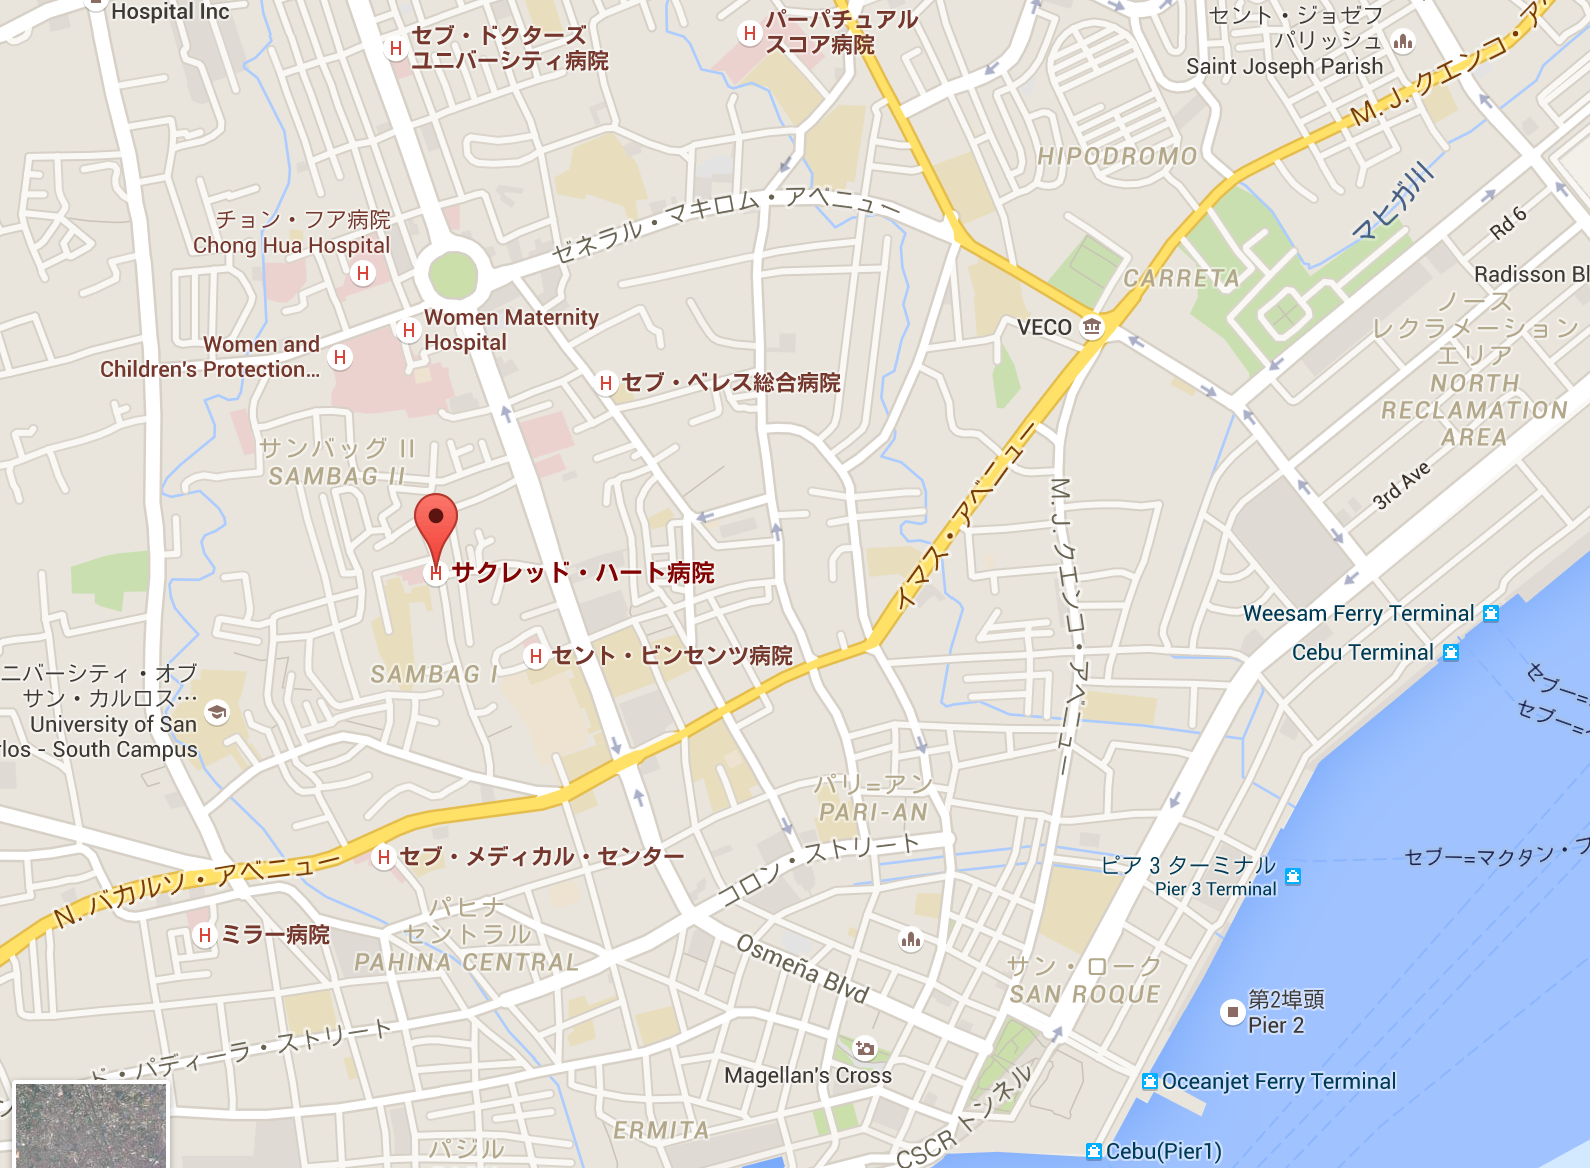 Hospital Inc
セブ・ドクターズ
ユニバーシティ病院
パーパチュアル
スコア病院
セント・ジョゼフ
パリッシュ
Saint Joseph Parish
M. J. クエンコ・ア
HIPODROMO
マヒガ川
Rd 6
チョン・フア病院
Chong Hua Hospital
ゼネラル・マキロム・アベニュー
CARRETA
Radisson Bl
ノース
レクラメーション
エリア
NORTH
RECLAMATION
AREA
VECO
Women Maternity
Hospital
Women and
Children's Protection...
セブ・ベレス総合病院
サンバッグ II
SAMBAG II
3rd Ave
イマス・アベニュー
M. J. クエンコ・アベニュー
サクレッド・ハート病院
Weesam Ferry Terminal
Cebu Terminal
セント・ビンセンツ病院
SAMBAG I
ニバーシティ・オブ
サン・カルロス…
University of San
rlos - South Campus
セブー=
セブー=
パリ=アン
PARI-AN
コロン・ストリート
セブ・メディカル・センター
N. バカルソ・アベニュー
ピア 3 ターミナル
Pier 3 Terminal
セブー=マクタン・フ
ミラー病院
パヒナ
セントラル
PAHINA CENTRAL
Osmeña Blvd
サン・ローク
SAN ROQUE
第2埠頭
Pier 2
ド・パディーラ・ストリート
Magellan's Cross
Oceanjet Ferry Terminal
CSCR トンネル
ERMITA
パジル
Cebu(Pier1)